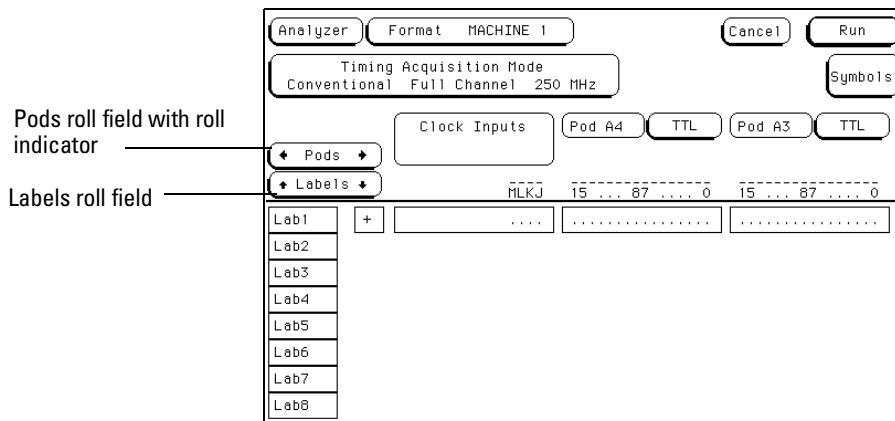 Analyzer Format MACHINE 1 Cancel Run
Timing Acquisition Mode
Conventional Full Channel 250 MHz
Symbols
Pods roll field with roll
indicator
Clock Inputs Pod A4 TTL Pod A3 TTL
← Pods →
Labels roll field
↑ Labels ↓
MLKJ 15 ... 87 .... 0 15 ... 87 .... 0
Lab1 + .... ................ ................
Lab2
Lab3
Lab4
Lab5
Lab6
Lab7
Lab8